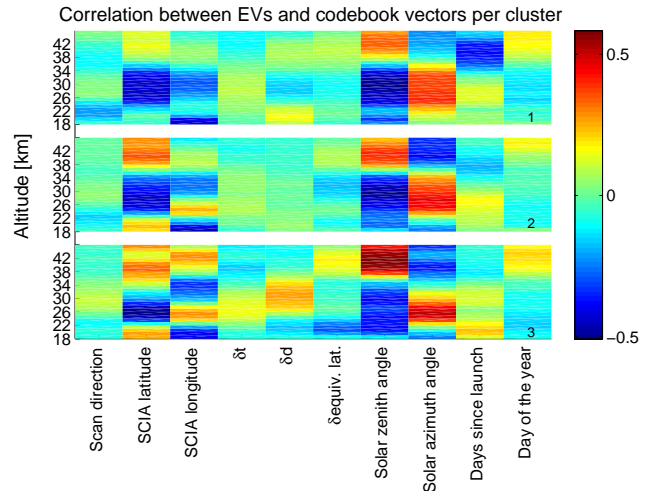 Correlation between EVs and codebook vectors per cluster
Altitude [km]
42
38
34
30
26
22
18
1
42
38
34
30
26
22
18
2
42
38
34
30
26
22
18
3
0.5
0
−0.5
Scan direction
SCIA latitude
SCIA longitude
δt
δd
δequiv. lat.
Solar zenith angle
Solar azimuth angle
Days since launch
Day of the year